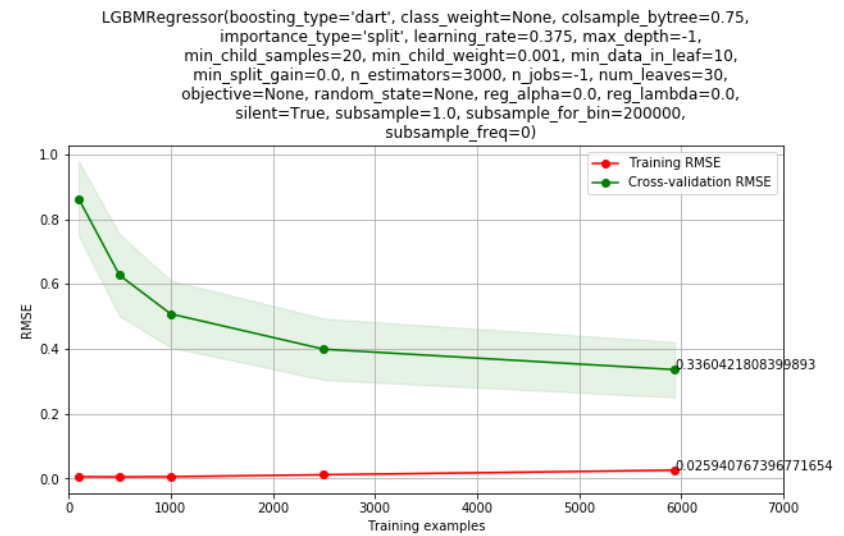 LGBMRegressor(boosting_type='dart', class_weight=None, colsample_bytree=0.75,
importance_type='split', learning_rate=0.375, max_depth=-1,
min_child_samples=20, min_child_weight=0.001, min_data_in_leaf=10,
min_split_gain=0.0, n_estimators=3000, n_jobs=-1, num_leaves=30,
objective=None, random_state=None, reg_alpha=0.0, reg_lambda=0.0,
silent=True, subsample=1.0, subsample_for_bin=200000,
subsample_freq=0)
Training RMSE
Cross-validation RMSE
RMSE
1.0
0.8
0.6
0.4
0.2
0.0
0.3360421808399893
0.025940767396771654
0 1000 2000 3000 4000 5000 6000 7000
Training examples